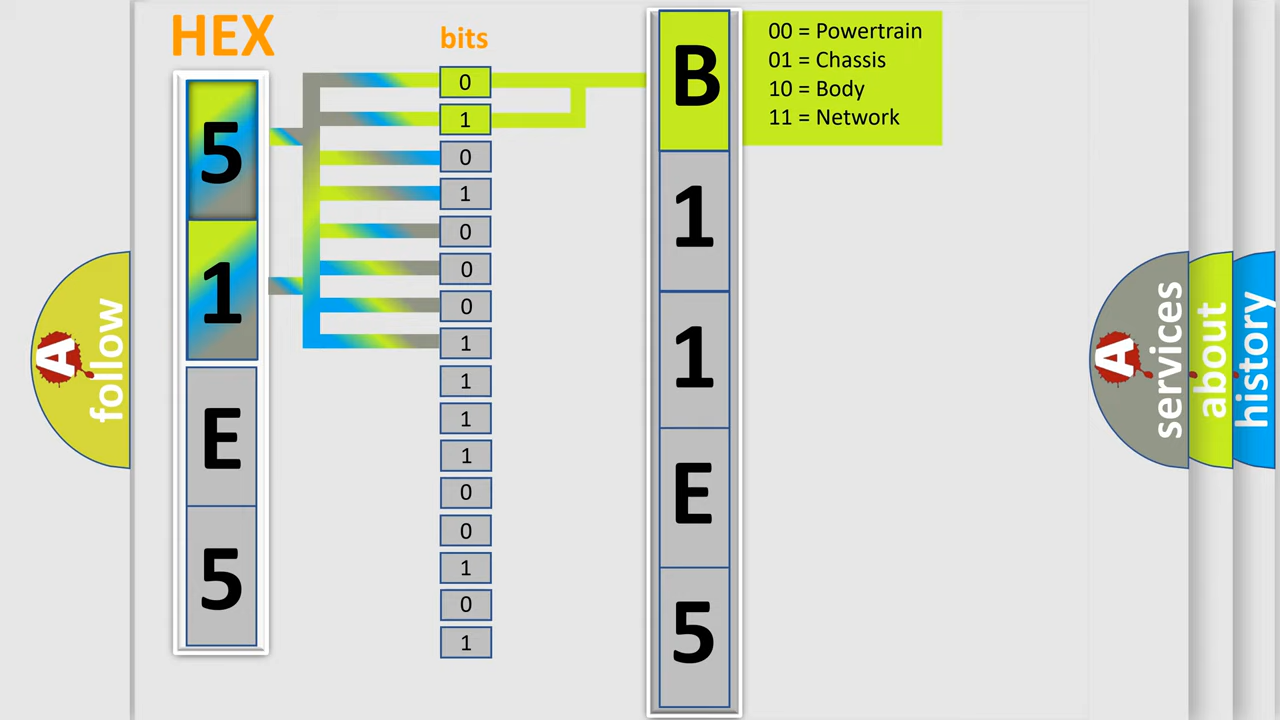 HEX
bits
5
1
E
5
0
1
0
1
0
0
0
1
1
1
1
0
0
1
0
1
B
1
1
E
5
00 = Powertrain
01 = Chassis
10 = Body
11 = Network
A
follow
A
services
about
history